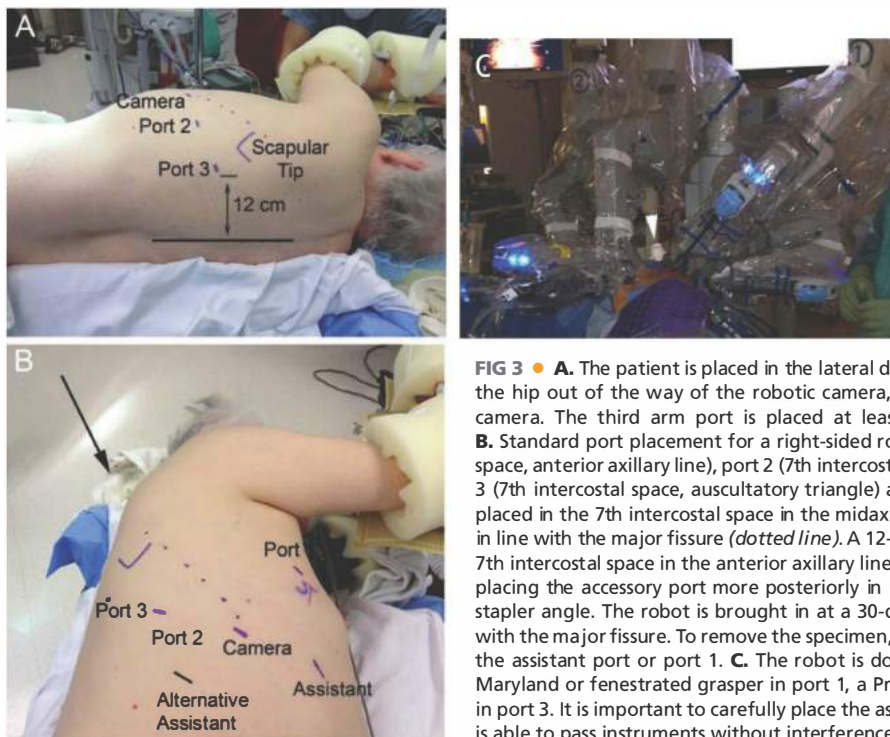 A
Camera
Port 2
Scapular
Port 3
Tip
12 cm
C
②
①
B
Port
Port 3
Port 2
Camera
Assistant
Alternative
Assistant
FIG 3 • A. The patient is placed in the lateral d
the hip out of the way of the robotic camera,
camera. The third arm port is placed at leas
B. Standard port placement for a right-sided ro
space, anterior axillary line), port 2 (7th intercost
3 (7th intercostal space, auscultatory triangle) a
placed in the 7th intercostal space in the midax
in line with the major fissure (dotted line). A 12-
7th intercostal space in the anterior axillary line
placing the accessory port more posteriorly in
stapler angle. The robot is brought in at a 30-d
with the major fissure. To remove the specimen,
the assistant port or port 1. C. The robot is do
Maryland or fenestrated grasper in port 1, a Pr
in port 3. It is important to carefully place the as
is able to pass instruments without interference